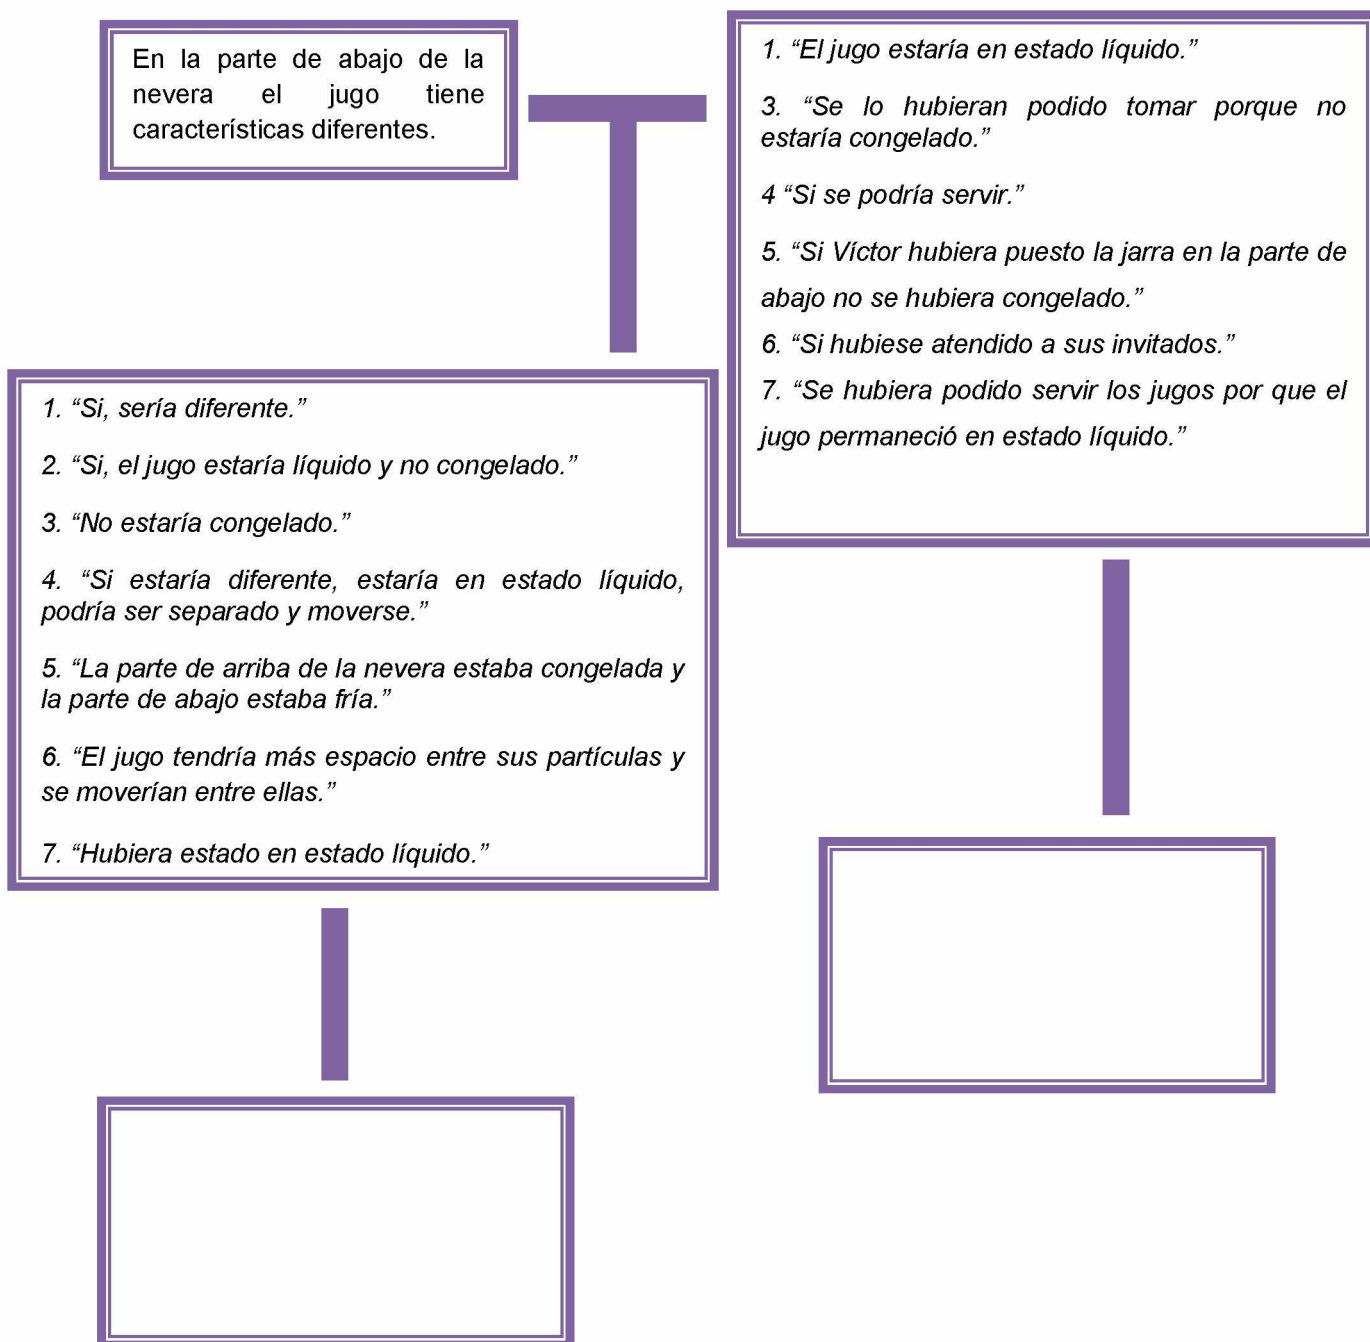 En la parte de abajo de la
nevera el jugo tiene
características diferentes.
1. “El jugo estaría en estado líquido.”
3. “Se lo hubieran podido tomar porque no
estaría congelado.”
4 “Si se podría servir.”
5. “Si Víctor hubiera puesto la jarra en la parte de
abajo no se hubiera congelado.”
6. “Si hubiese atendido a sus invitados.”
7. “Se hubiera podido servir los jugos por que el
jugo permaneció en estado líquido.”
1. “Si, sería diferente.”
2. “Si, el jugo estaría líquido y no congelado.”
3. “No estaría congelado.”
4. “Si estaría diferente, estaría en estado líquido,
podría ser separado y moverse.”
5. “La parte de arriba de la nevera estaba congelada y
la parte de abajo estaba fría.”
6. “El jugo tendría más espacio entre sus partículas y
se moverían entre ellas.”
7. “Hubiera estado en estado líquido.”